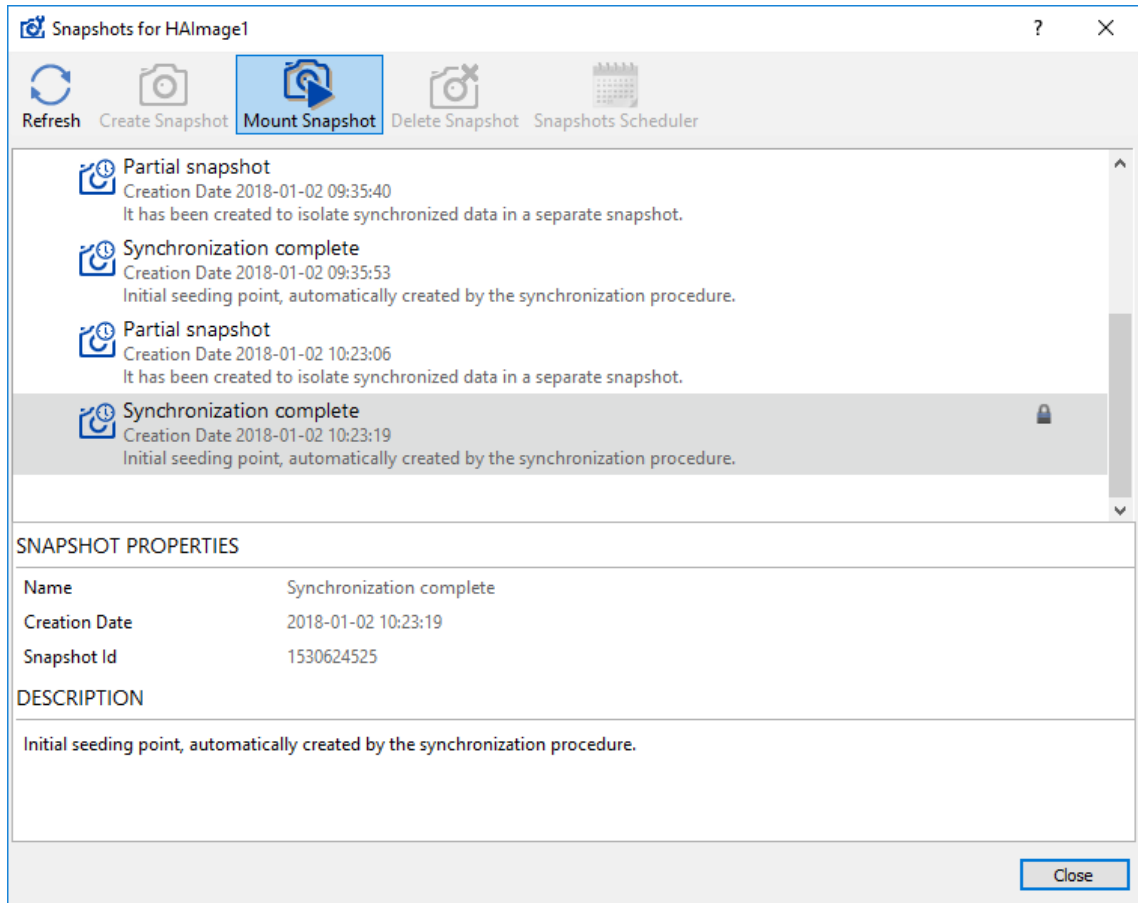 Snapshots for HAImage1
?
Refresh Create Snapshot Mount Snapshot Delete Snapshot Snapshots Scheduler
Partial snapshot
Creation Date 2018-01-02 09:35:40
It has been created to isolate synchronized data in a separate snapshot.
Synchronization complete
Creation Date 2018-01-02 09:35:53
Initial seeding point, automatically created by the synchronization procedure.
Partial snapshot
Creation Date 2018-01-02 10:23:06
It has been created to isolate synchronized data in a separate snapshot.
Synchronization complete
Creation Date 2018-01-02 10:23:19
Initial seeding point, automatically created by the synchronization procedure.
SNAPSHOT PROPERTIES
Name Synchronization complete
Creation Date 2018-01-02 10:23:19
Snapshot Id 1530624525
DESCRIPTION
Initial seeding point, automatically created by the synchronization procedure.
Close